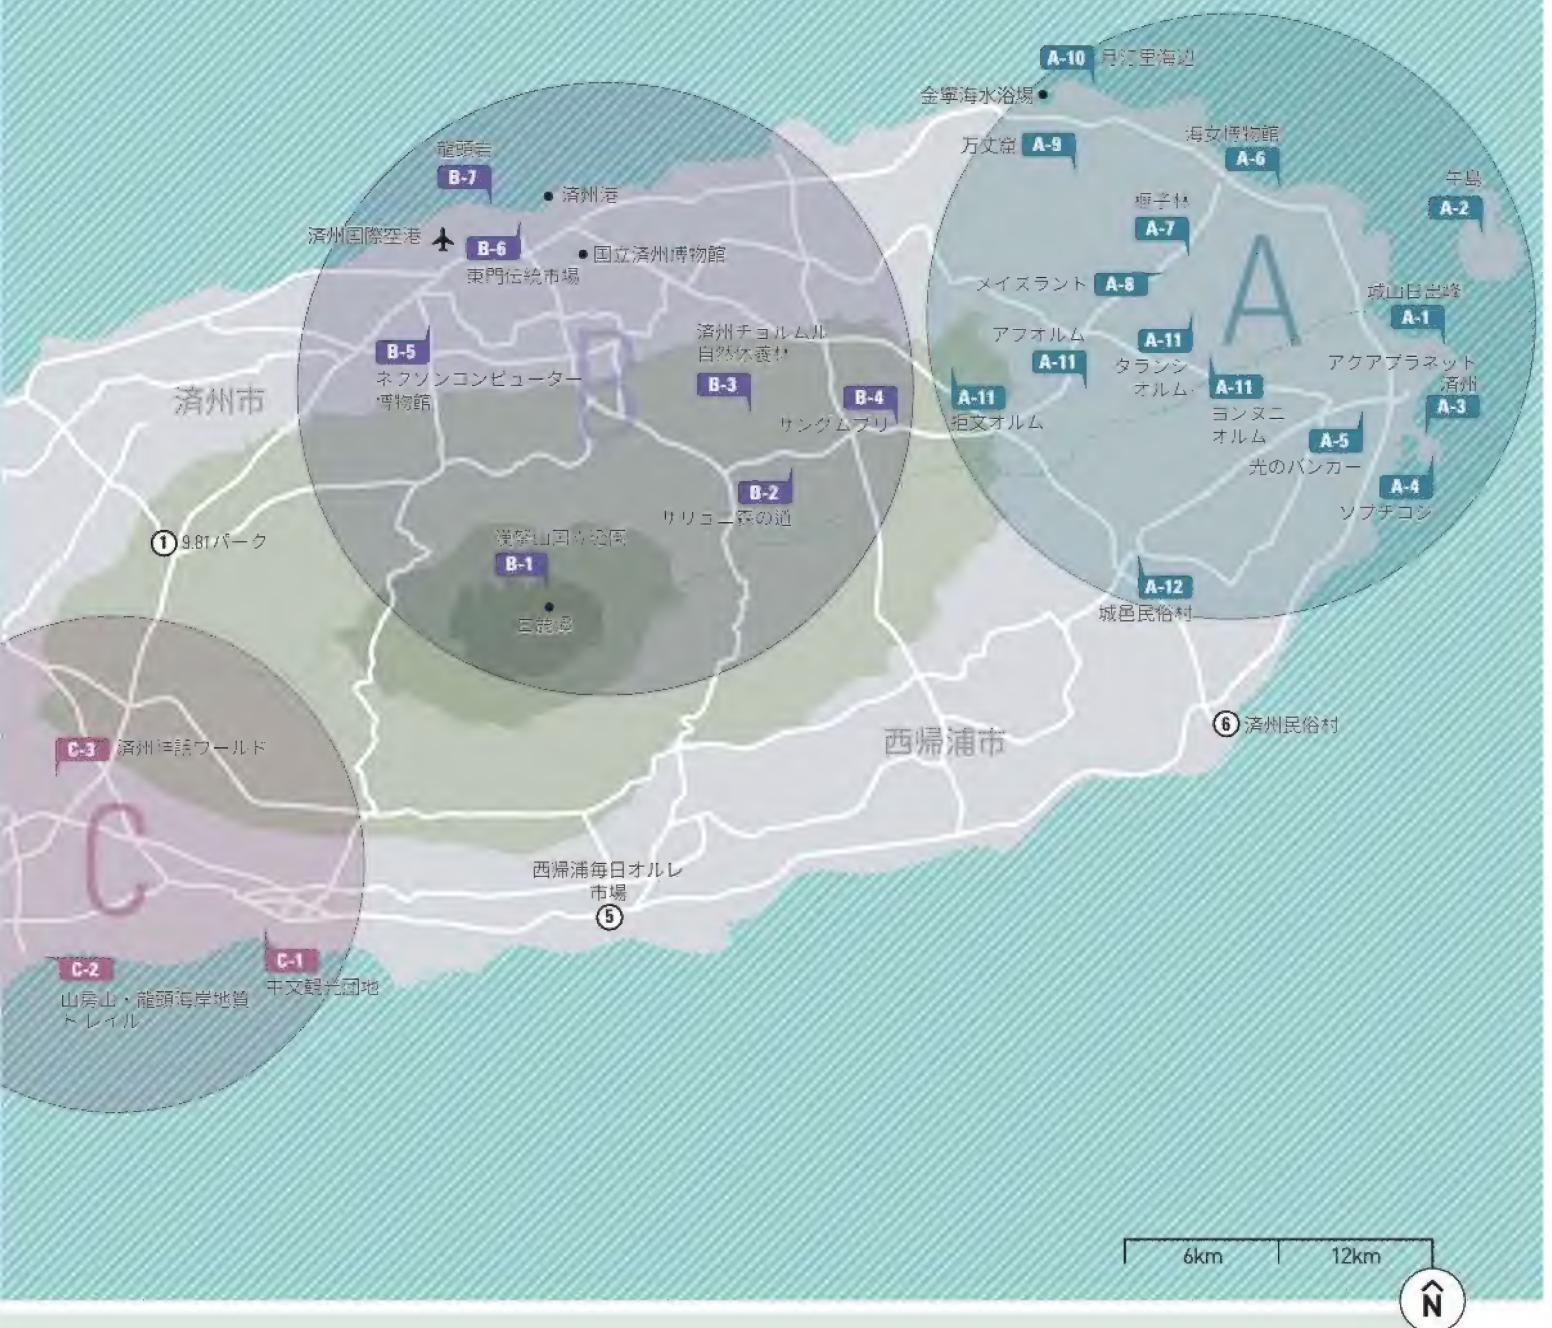 A-10
月汀里海辺
金寧海水浴場
万丈窟
A-9
海女博物館
A-6
牛島
A-2
龍頭岩
B-7
済州港
済州国際空港
B-6
国立済州博物館
東門伝統市場
榧子林
A-7
A
メイズランド
A-8
城山日出峰
A-1
アブオルム
A-11
A-11
タランシ
オルム
アクアプラネット
済州
A-3
済州チョルムル
自然休養林
B-3
B
B-5
ネクソンコンピューター
博物館
B-4
サングムブリ
A-11
拒文オルム
A-11
ヨンヌニ
オルム
A-5
光のバンカー
済州市
A-4
ソプチコジ
B-2
サリョニ森の道
漢拏山国立公園
B-1
白鹿潭
1
9.81パーク
A-12
城邑民俗村
C-3
済州神話ワールド
西帰浦市
6
済州民俗村
C
西帰浦毎日オルレ
市場
5
C-2
山房山・龍頭海岸地質
トレイル
C-1
中文観光団地
6km
12km
N